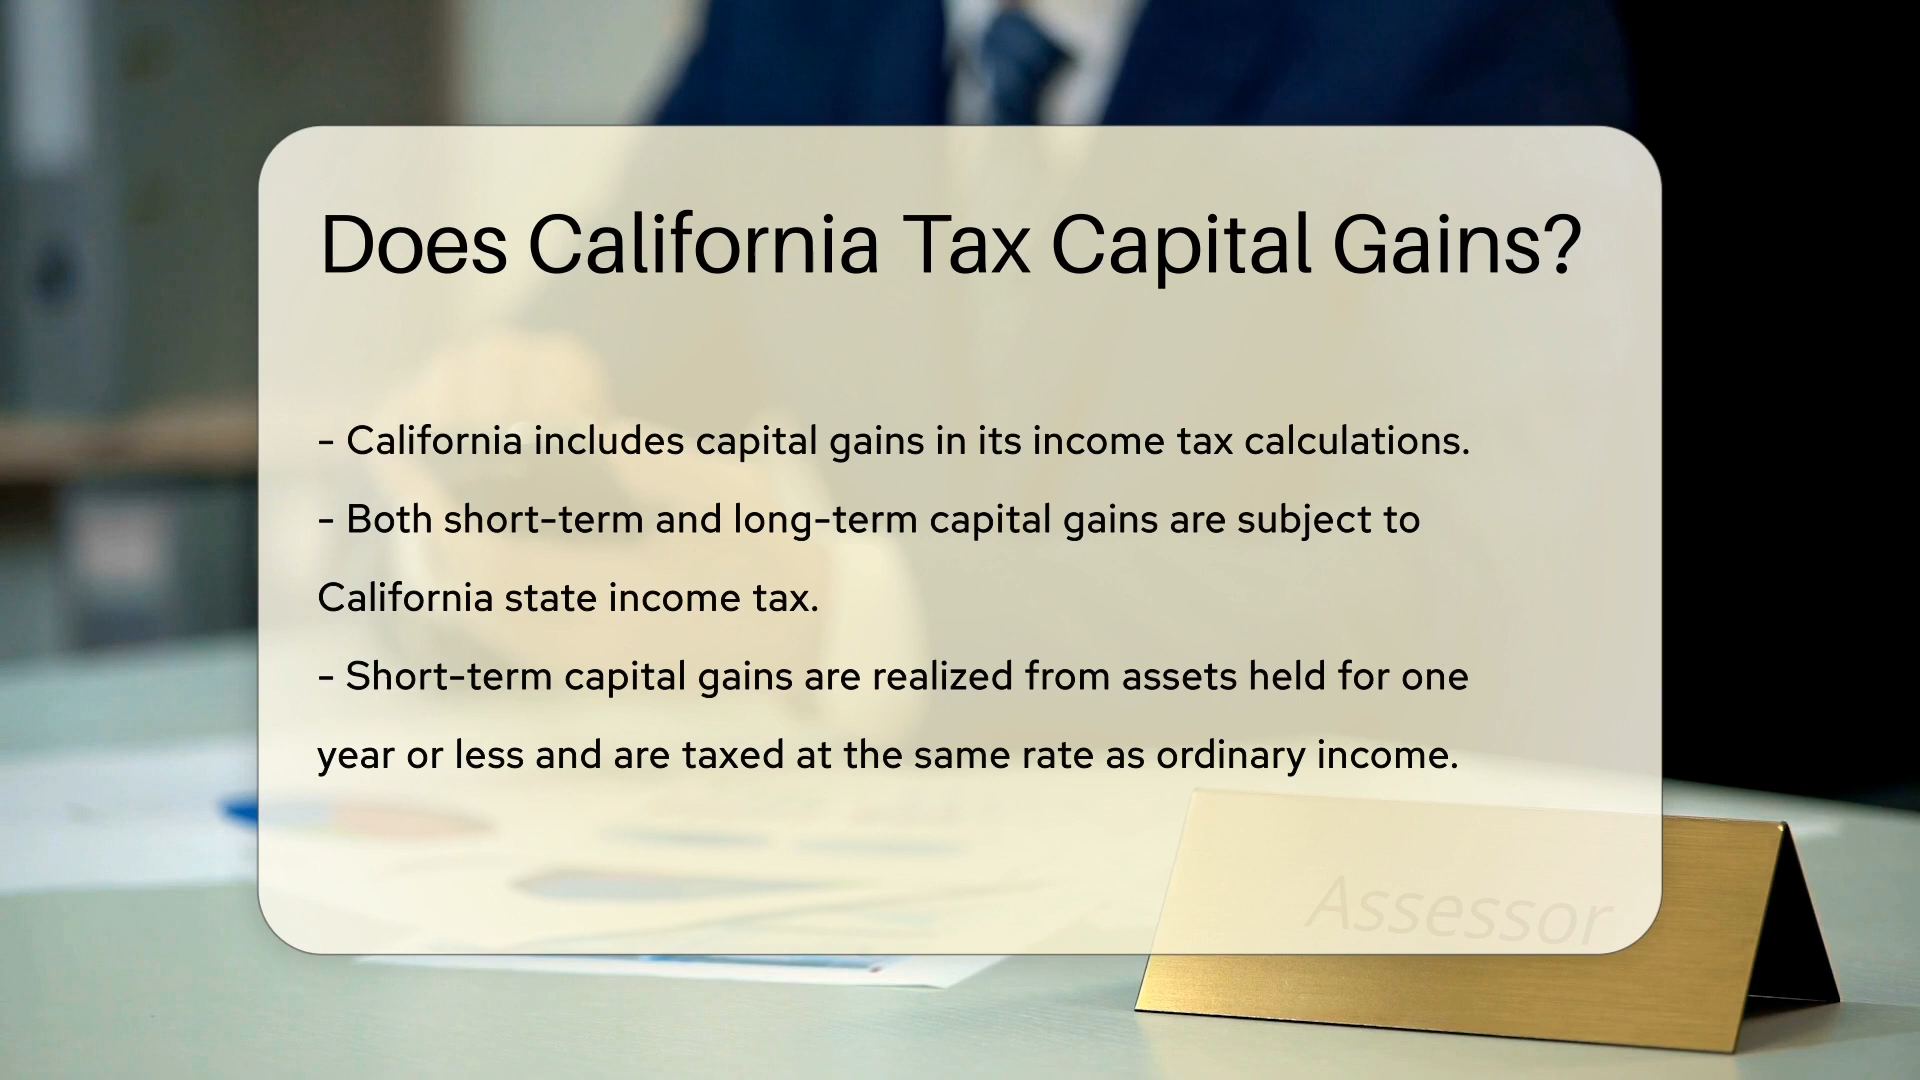 Does California Tax Capital Gains?
- California includes capital gains in its income tax calculations.
- Both short-term and long-term capital gains are subject to
California state income tax.
- Short-term capital gains are realized from assets held for one
year or less and are taxed at the same rate as ordinary income.
Assessor